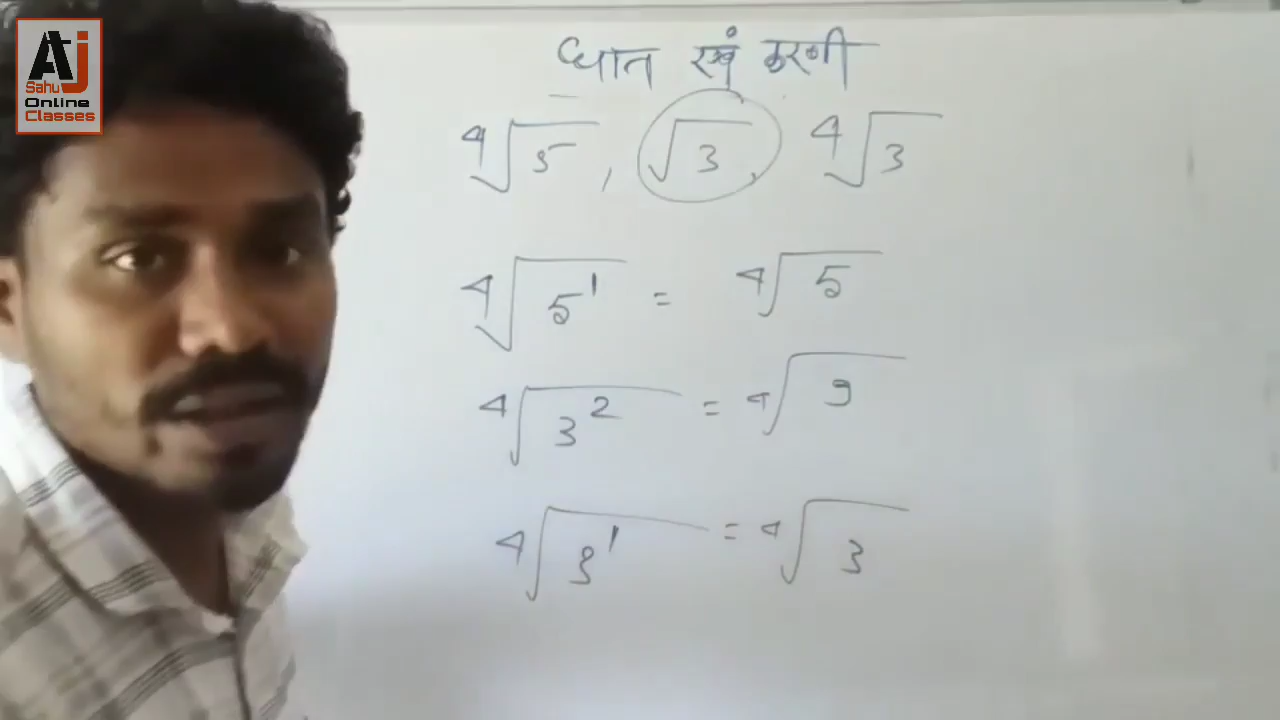 AJ
Sahu
Online
Classes
घात एवं करणी
⁴√5 , √3 , ⁴√3
⁴√5¹ = ⁴√5
⁴√3² = ⁴√9
⁴√3¹ = ⁴√3